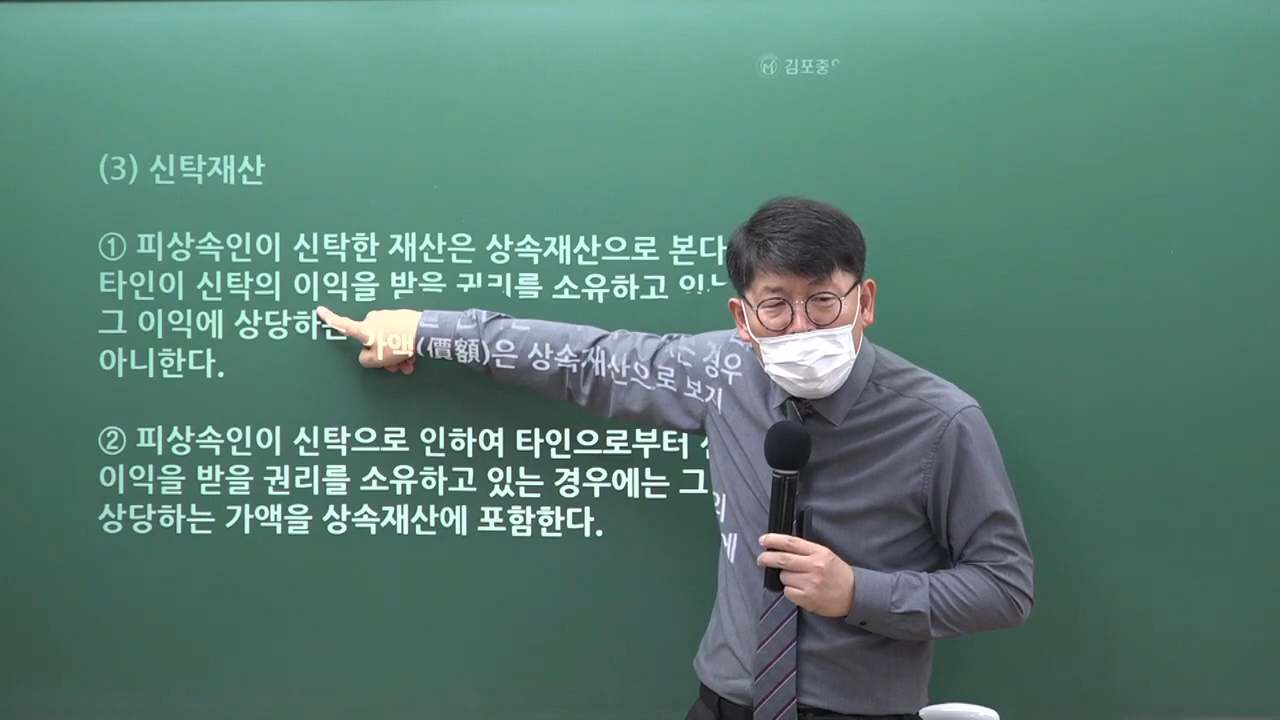 김포중
(3) 신탁재산
① 피상속인이 신탁한 재산은 상속재산으로 본다
타인이 신탁의 이익을 받을 권리를 소유하고 있는 경우
그 이익에 상당하는 가액(價額)은 상속재산으로 보지
아니한다.
② 피상속인이 신탁으로 인하여 타인으로부터
이익을 받을 권리를 소유하고 있는 경우에는 그
상당하는 가액을 상속재산에 포함한다.